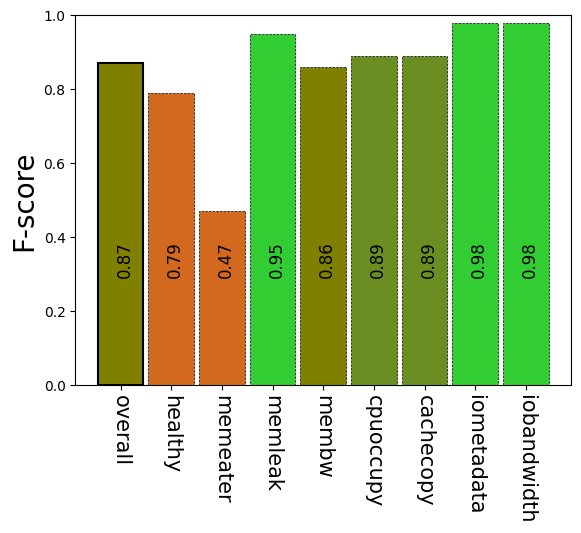 F-score
1.0
0.8
0.6
0.4
0.2
0.0
0.87
0.79
0.47
0.95
0.86
0.89
0.89
0.98
0.98
overall
healthy
memeater
memleak
membw
cpuoccupy
cachecopy
iometadata
iobandwidth